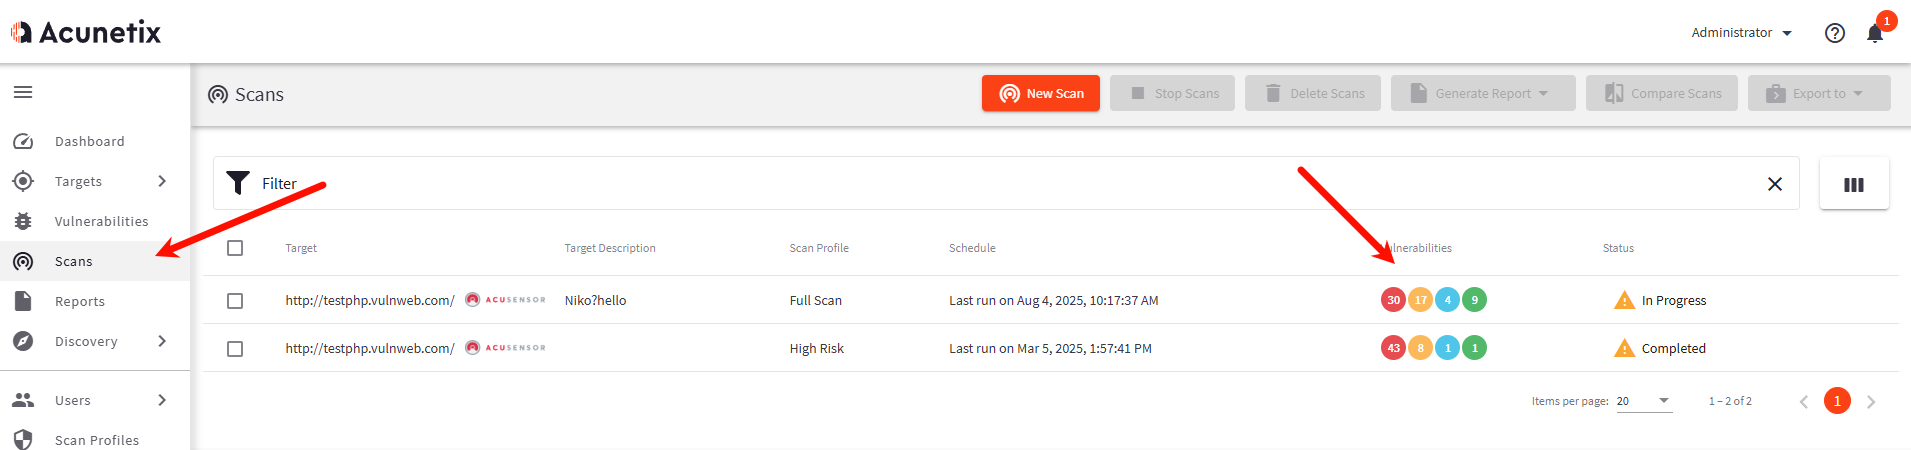 Acunetix
Administrator
1
Scans
New Scan
Stop Scans
Delete Scans
Generate Report
Compare Scans
Export to
Dashboard
Targets
Vulnerabilities
Scans
Reports
Discovery
Users
Scan Profiles
Filter
Target Target Description Scan Profile Schedule ulnerabilities Status
http://testphp.vulnweb.com/ ACUSENSOR Niko?hello Full Scan Last run on Aug 4, 2025, 10:17:37 AM 30 17 4 9 In Progress
http://testphp.vulnweb.com/ ACUSENSOR High Risk Last run on Mar 5, 2025, 1:57:41 PM 43 8 1 1 Completed
Items per page: 20 1 – 2 of 2 1